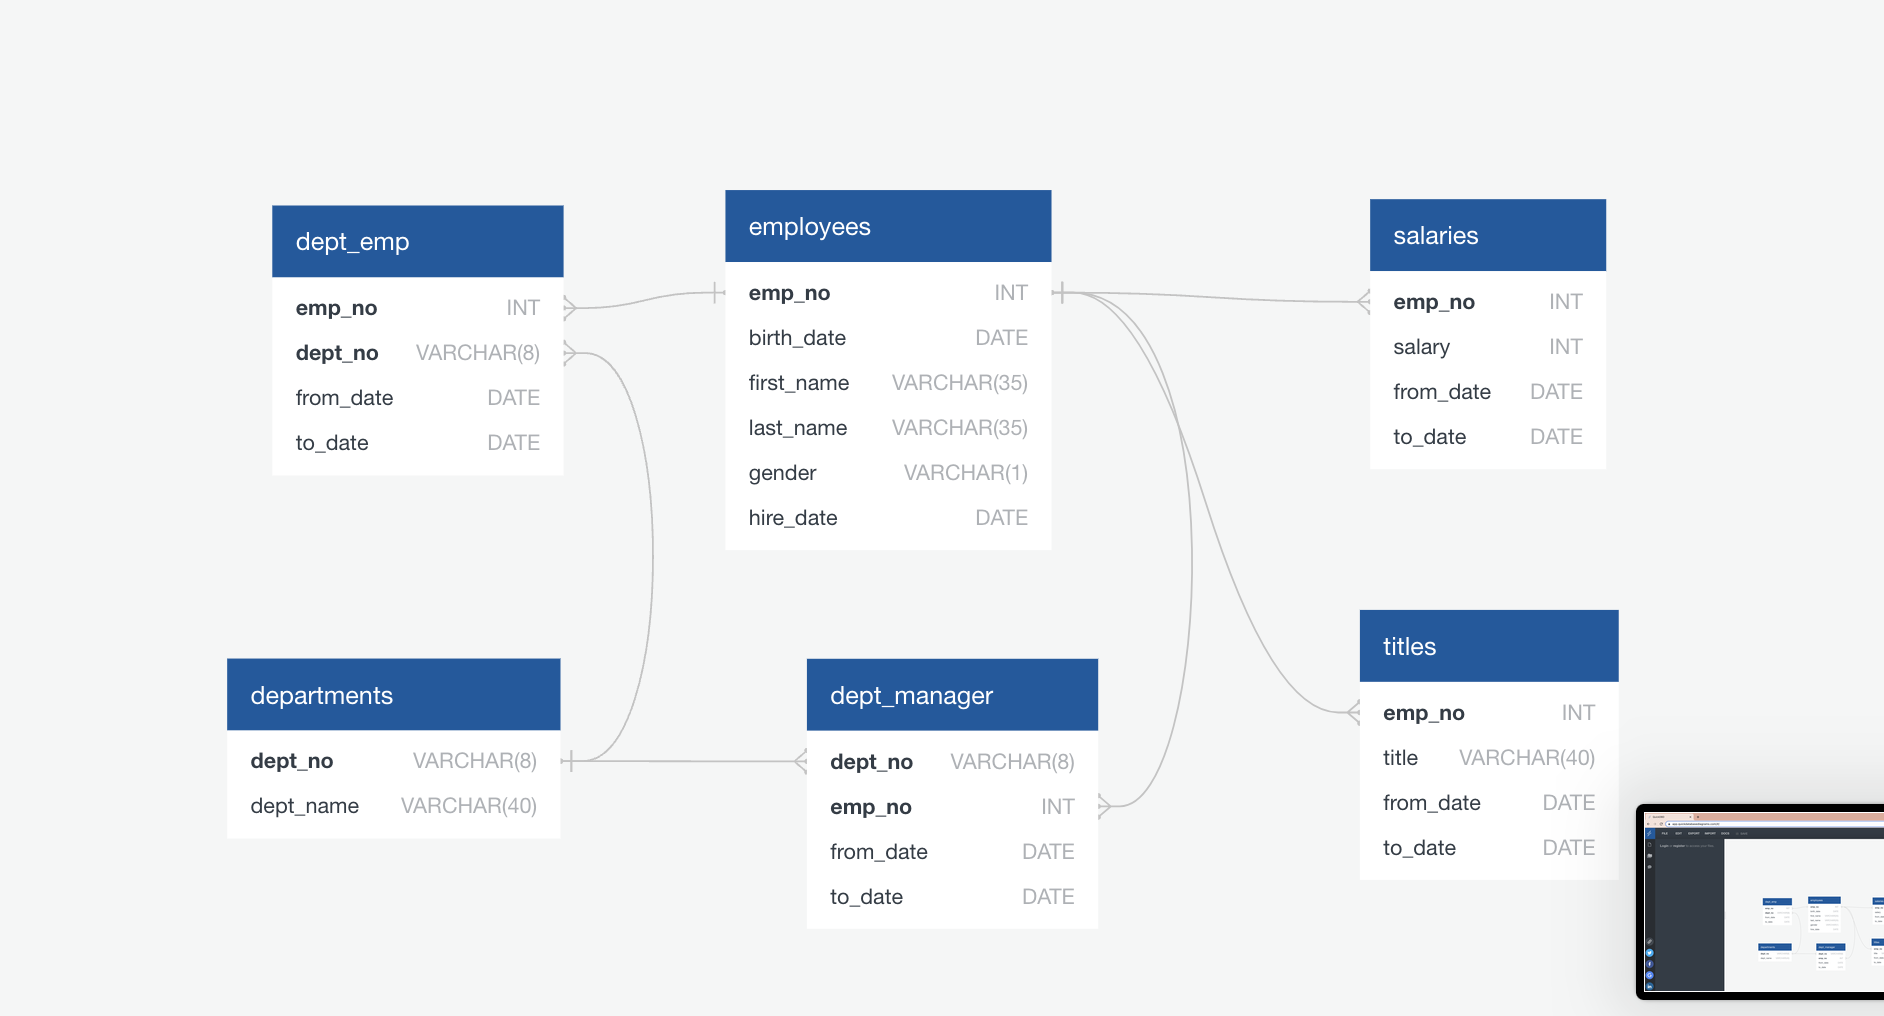 dept_emp
emp_no INT
dept_no VARCHAR(8)
from_date DATE
to_date DATE
employees
emp_no INT
birth_date DATE
first_name VARCHAR(35)
last_name VARCHAR(35)
gender VARCHAR(1)
hire_date DATE
salaries
emp_no INT
salary INT
from_date DATE
to_date DATE
departments
dept_no VARCHAR(8)
dept_name VARCHAR(40)
dept_manager
dept_no VARCHAR(8)
emp_no INT
from_date DATE
to_date DATE
titles
emp_no INT
title VARCHAR(40)
from_date DATE
to_date DATE